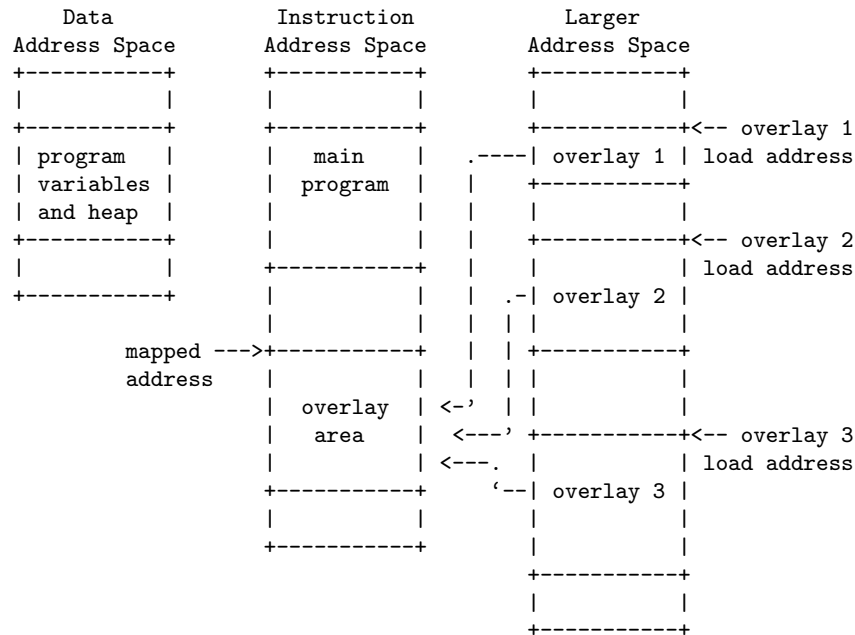 Data Instruction Larger
Address Space Address Space Address Space
+-----------+ +-----------+ +-----------+
| | | | | |
+-----------+ +-----------+ +-----------+<-- overlay 1
| program | | main | .----| overlay 1 | load address
| variables | | program | | +-----------+
| and heap | | | | | |
+-----------+ | | | +-----------+<-- overlay 2
| | +-----------+ | | | load address
+-----------+ | | | .-| overlay 2 |
| | | | | |
mapped --->+-----------+ | | +-----------+
address | | | | | |
| overlay | <-' | | |
| area | <---' +-----------+<-- overlay 3
| | <---. | | load address
+-----------+ `--| overlay 3 |
| | | |
+-----------+ | |
+-----------+
| |
+-----------+